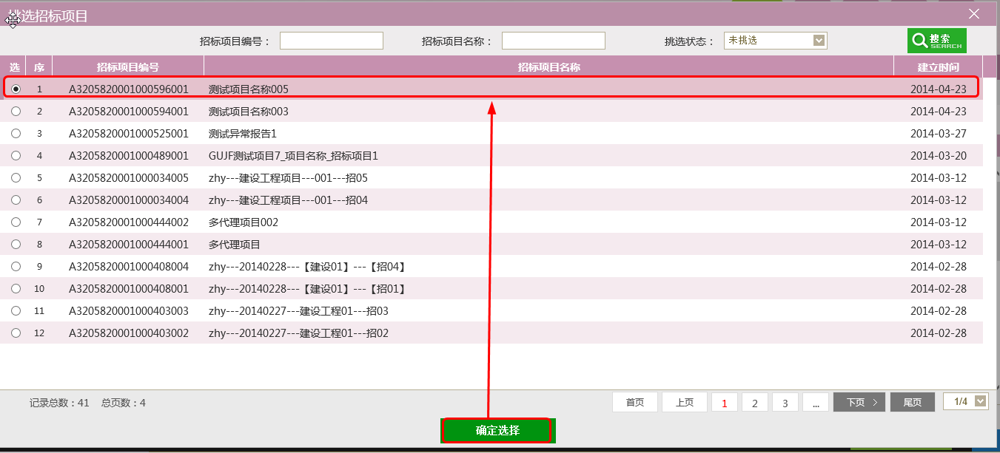 挑选招标项目
招标项目编号： 招标项目名称： 挑选状态： 未挑选 搜索 SEARCH
选 序 招标项目编号 招标项目名称 建立时间
1 A3205820001000596001 测试项目名称005 2014-04-23
2 A3205820001000594001 测试项目名称003 2014-04-23
3 A3205820001000525001 测试异常报告1 2014-03-27
4 A3205820001000489001 GUJF测试项目7_项目名称_招标项目1 2014-03-20
5 A3205820001000034005 zhy---建设工程项目---001---招05 2014-03-12
6 A3205820001000034004 zhy---建设工程项目---001---招04 2014-03-12
7 A3205820001000444002 多代理项目002 2014-03-12
8 A3205820001000444001 多代理项目 2014-03-12
9 A3205820001000408004 zhy---20140228---【建设01】---【招04】 2014-02-28
10 A3205820001000408001 zhy---20140228---【建设01】---【招01】 2014-02-28
11 A3205820001000403003 zhy---20140227---建设工程01---招03 2014-02-28
12 A3205820001000403002 zhy---20140227---建设工程01---招02 2014-02-28
记录总数：41 总页数：4 首页 上页 1 2 3 ... 下页 尾页 1/4
确定选择